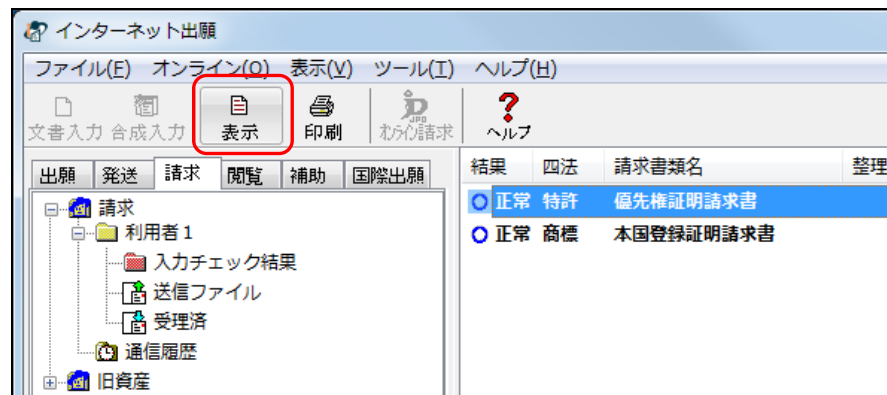 インターネット出願
ファイル(F) オンライン(O) 表示(V) ツール(T) ヘルプ(H)
文書入力 合成入力 表示 印刷 オンライン請求 ヘルプ
出願 発送 請求 閲覧 補助 国際出願
結果 四法 請求書類名 整理
請求
正常 特許 優先権証明請求書
利用者1
正常 商標 本国登録証明請求書
入力チェック結果
送信ファイル
受理済
通信履歴
旧資産